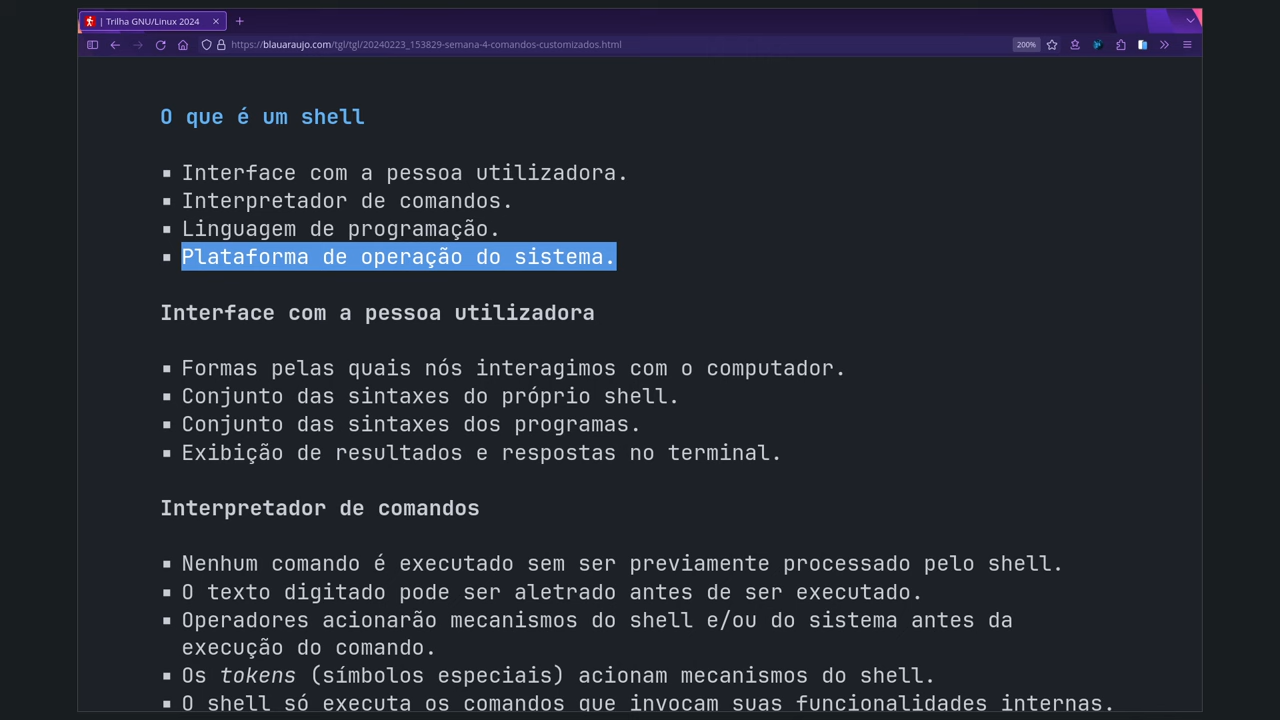 | Trilha GNU/Linux 2024
https://blauaraujo.com/tgl/tgl/20240223_153829-semana-4-comandos-customizados.html
200%
O que é um shell
▪ Interface com a pessoa utilizadora.
▪ Interpretador de comandos.
▪ Linguagem de programação.
▪ Plataforma de operação do sistema.
Interface com a pessoa utilizadora
▪ Formas pelas quais nós interagimos com o computador.
▪ Conjunto das sintaxes do próprio shell.
▪ Conjunto das sintaxes dos programas.
▪ Exibição de resultados e respostas no terminal.
Interpretador de comandos
▪ Nenhum comando é executado sem ser previamente processado pelo shell.
▪ O texto digitado pode ser aletrado antes de ser executado.
▪ Operadores acionarão mecanismos do shell e/ou do sistema antes da
execução do comando.
▪ Os tokens (símbolos especiais) acionam mecanismos do shell.
▪ O shell só executa os comandos que invocam suas funcionalidades internas.